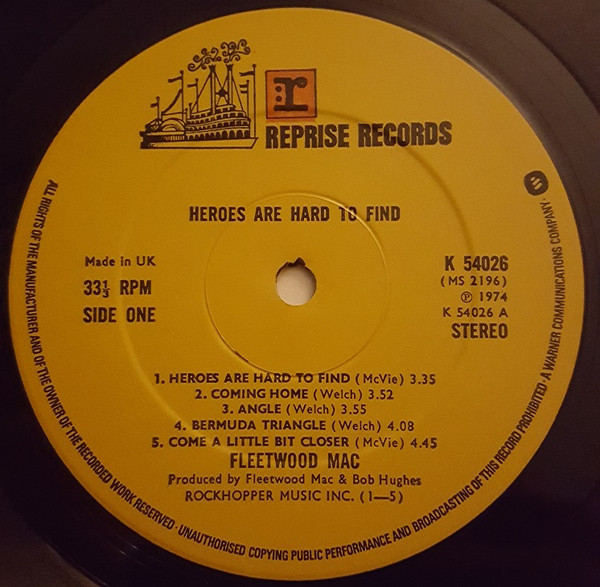 r
REPRISE RECORDS
HEROES ARE HARD TO FIND
Made in UK
33⅓ RPM
SIDE ONE
K 54026
(MS 2196)
℗ 1974
K 54026 A
STEREO
1. HEROES ARE HARD TO FIND (McVie) 3.35
2. COMING HOME (Welch) 3.52
3. ANGLE (Welch) 3.55
4. BERMUDA TRIANGLE (Welch) 4.08
5. COME A LITTLE BIT CLOSER (McVie) 4.45
FLEETWOOD MAC
Produced by Fleetwood Mac & Bob Hughes
ROCKHOPPER MUSIC INC. (1—5)
ALL RIGHTS OF THE MANUFACTURER AND OF THE OWNER OF THE RECORDED WORK RESERVED · UNAUTHORISED COPYING PUBLIC PERFORMANCE AND BROADCASTING OF THIS RECORD PROHIBITED · A WARNER COMMUNICATIONS COMPANY ·